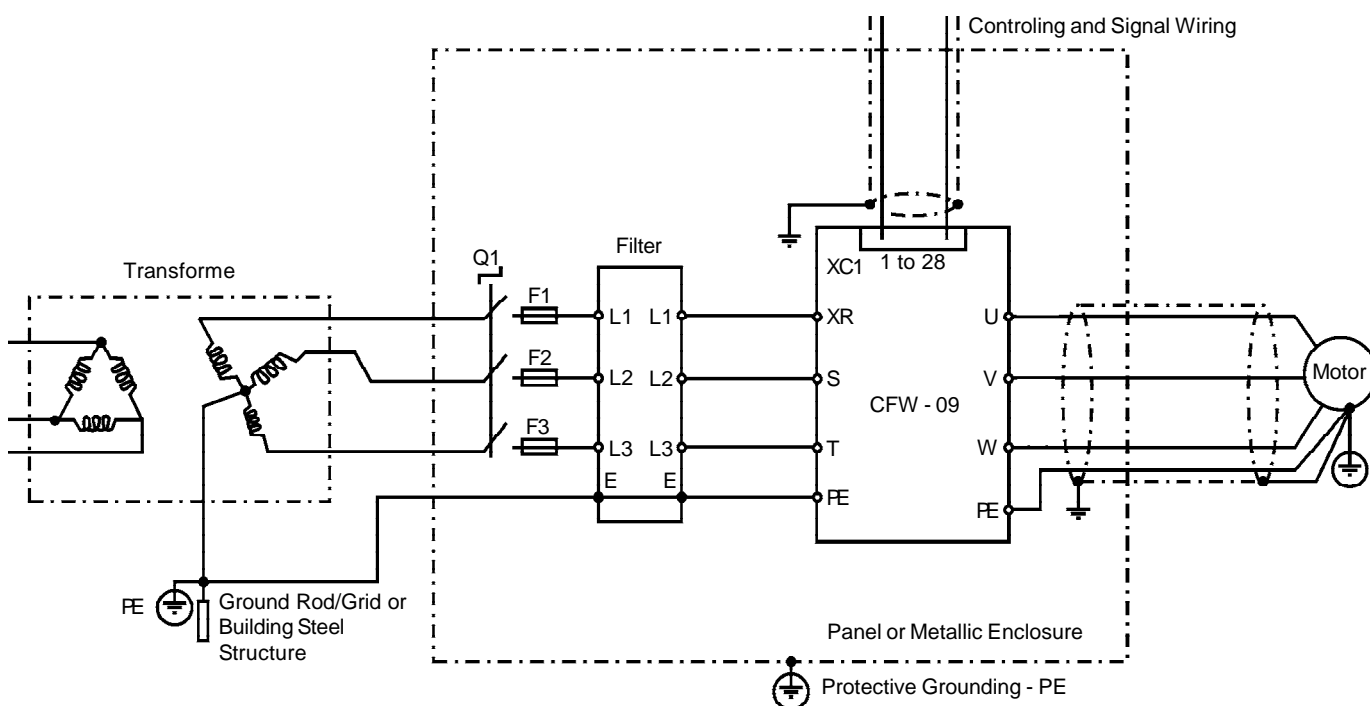 Controling and Signal Wiring
Transforme
Q1
Filter
F1
F2
F3
L1 L1
L2 L2
L3 L3
E E
XC1 1 to 28
XR
S
T
PE
CFW - 09
U
V
W
PE
Motor
PE
Ground Rod/Grid or
Building Steel
Structure
Panel or Metallic Enclosure
Protective Grounding - PE